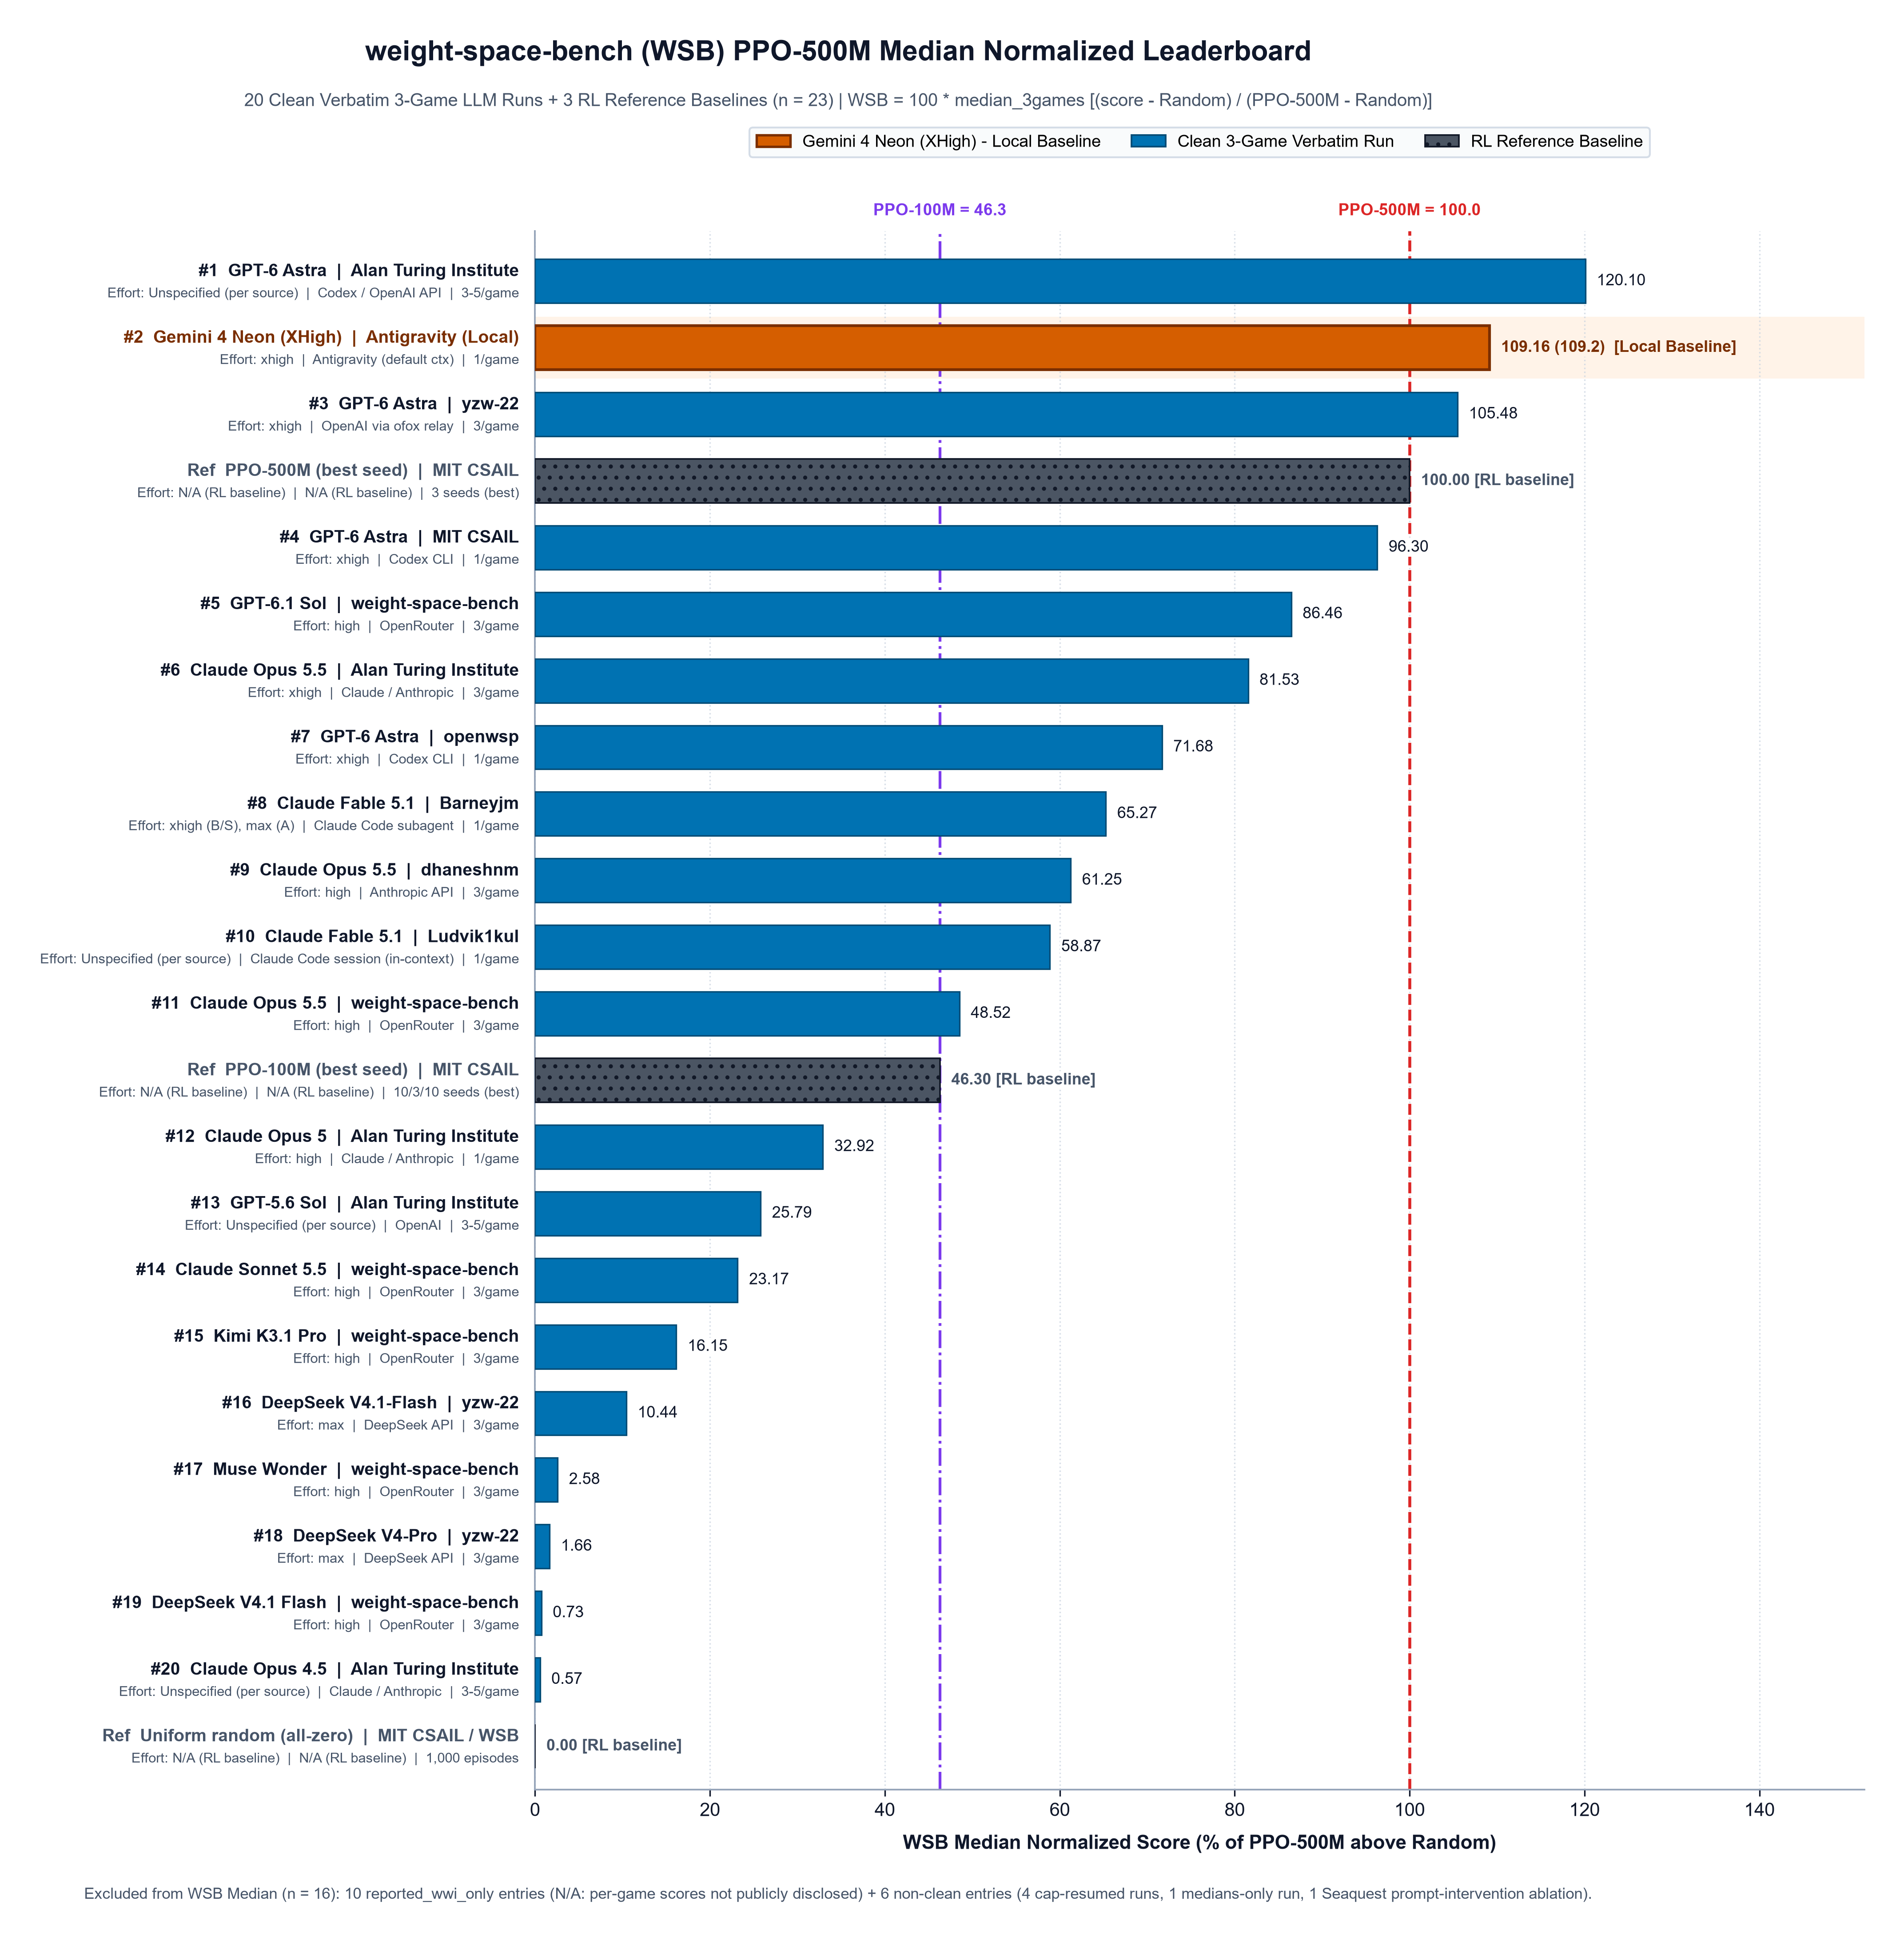 weight-space-bench (WSB) PPO-500M Median Normalized Leaderboard
20 Clean Verbatim 3-Game LLM Runs + 3 RL Reference Baselines (n = 23) | WSB = 100 * median_3games [(score - Random) / (PPO-500M - Random)]
Gemini 4 Neon (XHigh) - Local Baseline
Clean 3-Game Verbatim Run
RL Reference Baseline
PPO-100M = 46.3
PPO-500M = 100.0
#1 GPT-6 Astra | Alan Turing Institute
Effort: Unspecified (per source) | Codex / OpenAI API | 3-5/game
120.10
#2 Gemini 4 Neon (XHigh) | Antigravity (Local)
Effort: xhigh | Antigravity (default ctx) | 1/game
109.16 (109.2) [Local Baseline]
#3 GPT-6 Astra | yzw-22
Effort: xhigh | OpenAI via ofox relay | 3/game
105.48
Ref PPO-500M (best seed) | MIT CSAIL
Effort: N/A (RL baseline) | N/A (RL baseline) | 3 seeds (best)
100.00 [RL baseline]
#4 GPT-6 Astra | MIT CSAIL
Effort: xhigh | Codex CLI | 1/game
96.30
#5 GPT-6.1 Sol | weight-space-bench
Effort: high | OpenRouter | 3/game
86.46
#6 Claude Opus 5.5 | Alan Turing Institute
Effort: xhigh | Claude / Anthropic | 3/game
81.53
#7 GPT-6 Astra | openwsp
Effort: xhigh | Codex CLI | 1/game
71.68
#8 Claude Fable 5.1 | Barneyjm
Effort: xhigh (B/S), max (A) | Claude Code subagent | 1/game
65.27
#9 Claude Opus 5.5 | dhaneshnm
Effort: high | Anthropic API | 3/game
61.25
#10 Claude Fable 5.1 | Ludvik1kul
Effort: Unspecified (per source) | Claude Code session (in-context) | 1/game
58.87
#11 Claude Opus 5.5 | weight-space-bench
Effort: high | OpenRouter | 3/game
48.52
Ref PPO-100M (best seed) | MIT CSAIL
Effort: N/A (RL baseline) | N/A (RL baseline) | 10/3/10 seeds (best)
46.30 [RL baseline]
#12 Claude Opus 5 | Alan Turing Institute
Effort: high | Claude / Anthropic | 1/game
32.92
#13 GPT-5.6 Sol | Alan Turing Institute
Effort: Unspecified (per source) | OpenAI | 3-5/game
25.79
#14 Claude Sonnet 5.5 | weight-space-bench
Effort: high | OpenRouter | 3/game
23.17
#15 Kimi K3.1 Pro | weight-space-bench
Effort: high | OpenRouter | 3/game
16.15
#16 DeepSeek V4.1-Flash | yzw-22
Effort: max | DeepSeek API | 3/game
10.44
#17 Muse Wonder | weight-space-bench
Effort: high | OpenRouter | 3/game
2.58
#18 DeepSeek V4-Pro | yzw-22
Effort: max | DeepSeek API | 3/game
1.66
#19 DeepSeek V4.1 Flash | weight-space-bench
Effort: high | OpenRouter | 3/game
0.73
#20 Claude Opus 4.5 | Alan Turing Institute
Effort: Unspecified (per source) | Claude / Anthropic | 3-5/game
0.57
Ref Uniform random (all-zero) | MIT CSAIL / WSB
Effort: N/A (RL baseline) | N/A (RL baseline) | 1,000 episodes
0.00 [RL baseline]
0 20 40 60 80 100 120 140
WSB Median Normalized Score (% of PPO-500M above Random)
Excluded from WSB Median (n = 16): 10 reported_wwi_only entries (N/A: per-game scores not publicly disclosed) + 6 non-clean entries (4 cap-resumed runs, 1 medians-only run, 1 Seaquest prompt-intervention ablation).